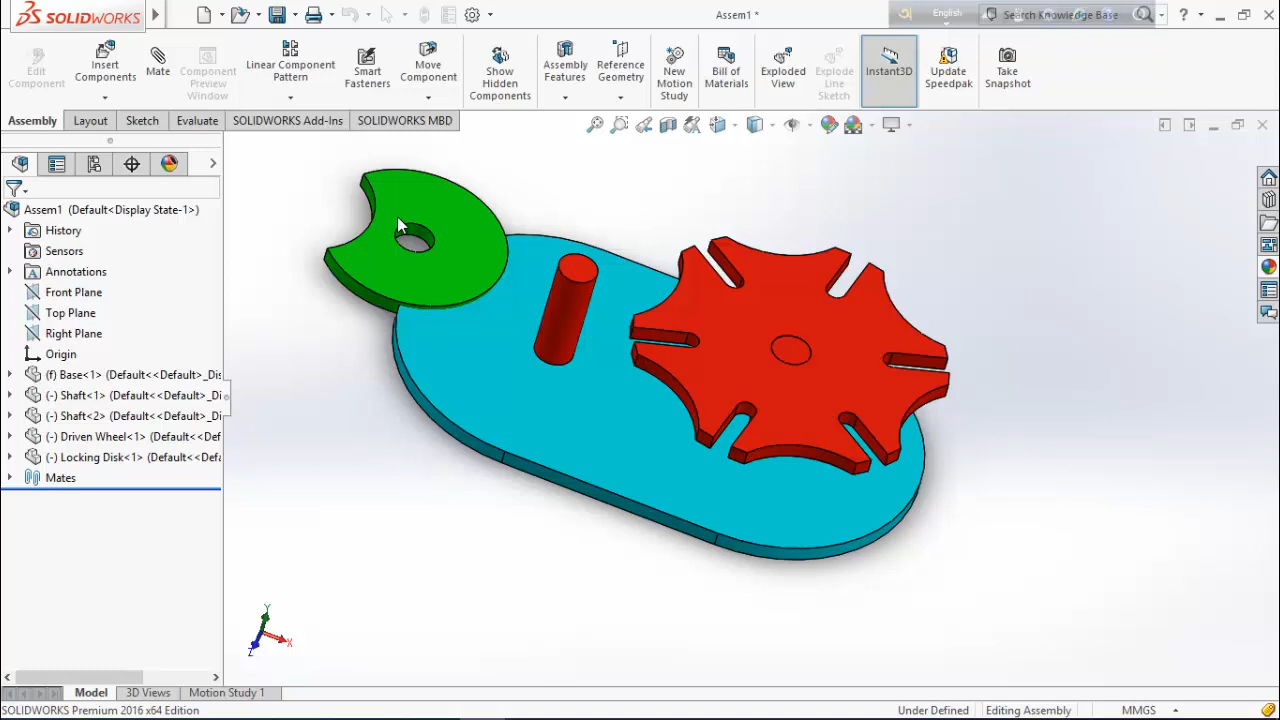 SOLIDWORKS
Assem1 *
English
Search Knowledge Base
?
Edit Component
Insert Components
Mate
Component Preview Window
Linear Component Pattern
Smart Fasteners
Move Component
Show Hidden Components
Assembly Features
Reference Geometry
New Motion Study
Bill of Materials
Exploded View
Explode Line Sketch
Instant3D
Update Speedpak
Take Snapshot
Assembly
Layout
Sketch
Evaluate
SOLIDWORKS Add-Ins
SOLIDWORKS MBD
Assem1 (Default<Display State-1>)
History
Sensors
Annotations
Front Plane
Top Plane
Right Plane
Origin
(f) Base<1> (Default<<Default>_Dis
(-) Shaft<1> (Default<<Default>_Di
(-) Shaft<2> (Default<<Default>_Di
(-) Driven Wheel<1> (Default<<Def
(-) Locking Disk<1> (Default<<Defa
Mates
Y
X
Z
Model
3D Views
Motion Study 1
SOLIDWORKS Premium 2016 x64 Edition
Under Defined
Editing Assembly
MMGS